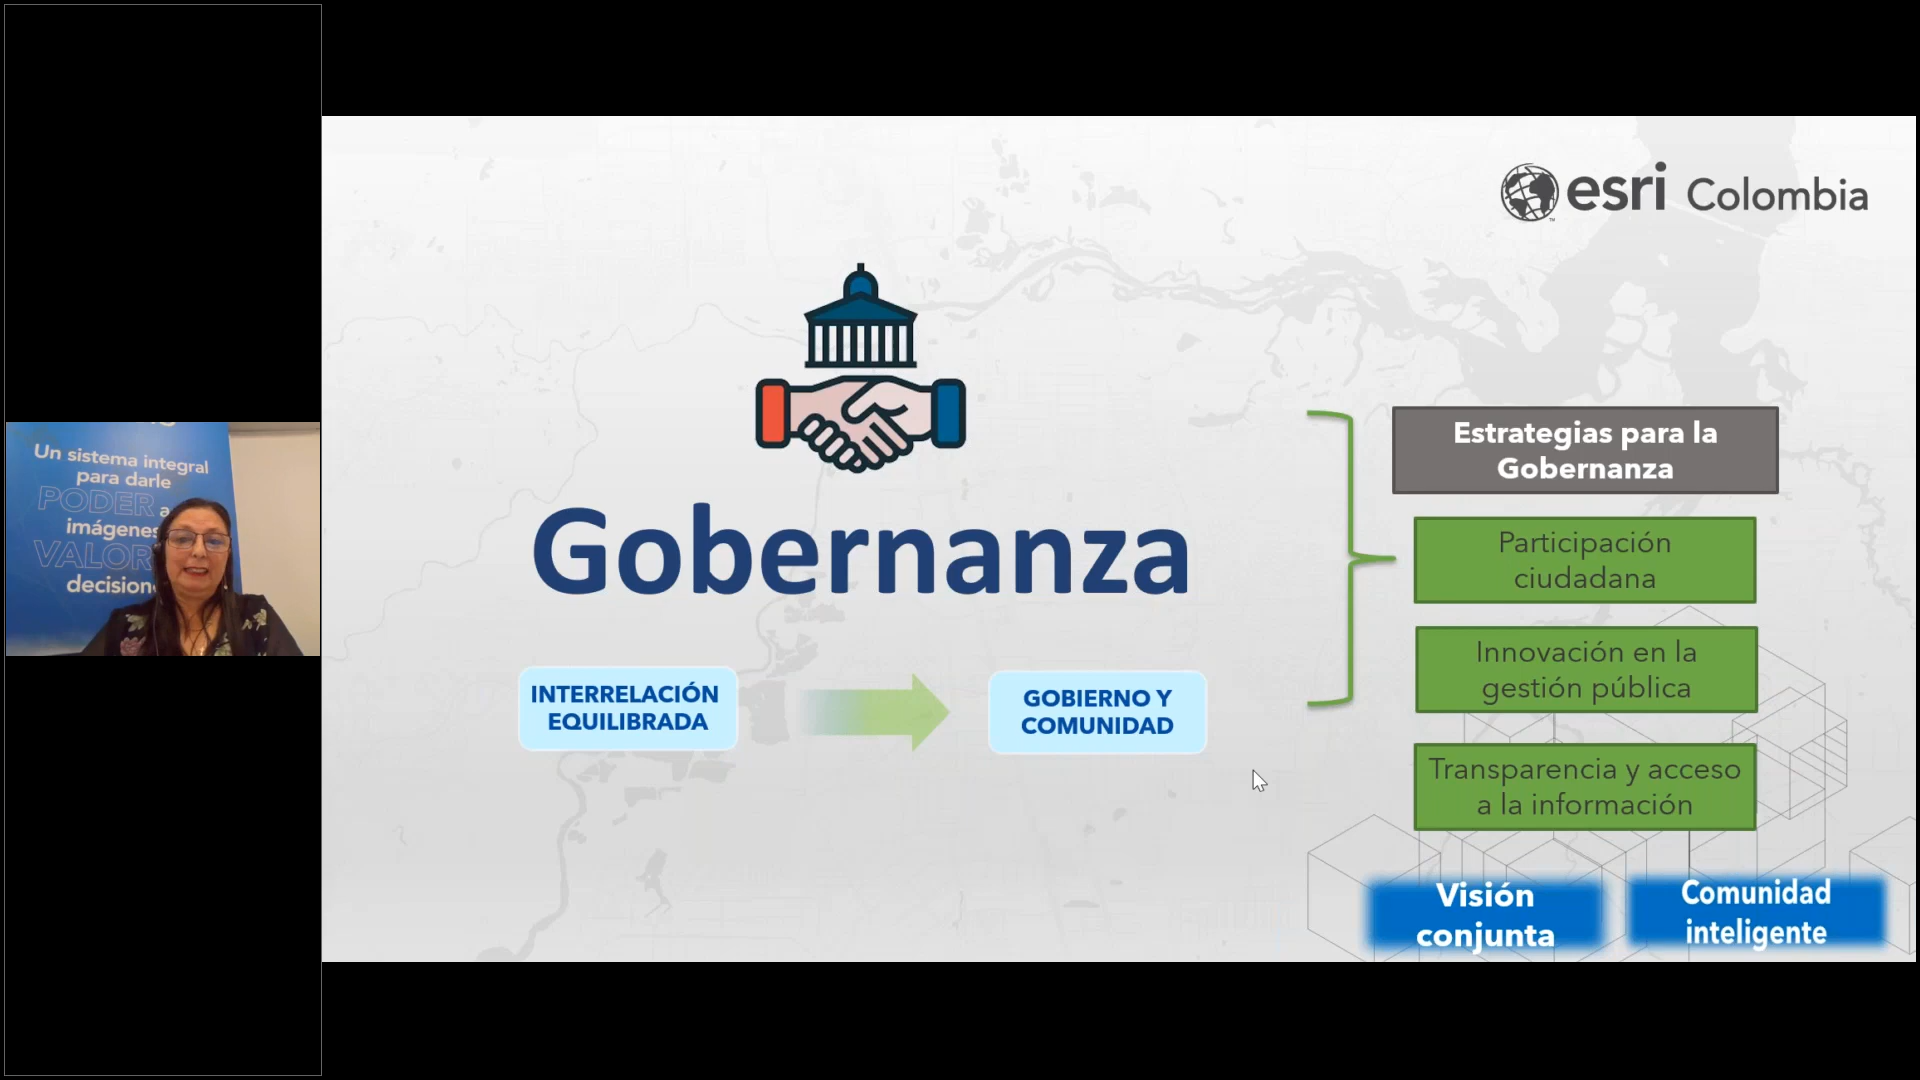 Un sistema integral
para darle
PODER a
imágenes
VALOR
decision
esri Colombia
Gobernanza
INTERRELACIÓN
EQUILIBRADA
GOBIERNO Y
COMUNIDAD
Estrategias para la
Gobernanza
Participación
ciudadana
Innovación en la
gestión pública
Transparencia y acceso
a la información
Visión
conjunta
Comunidad
inteligente